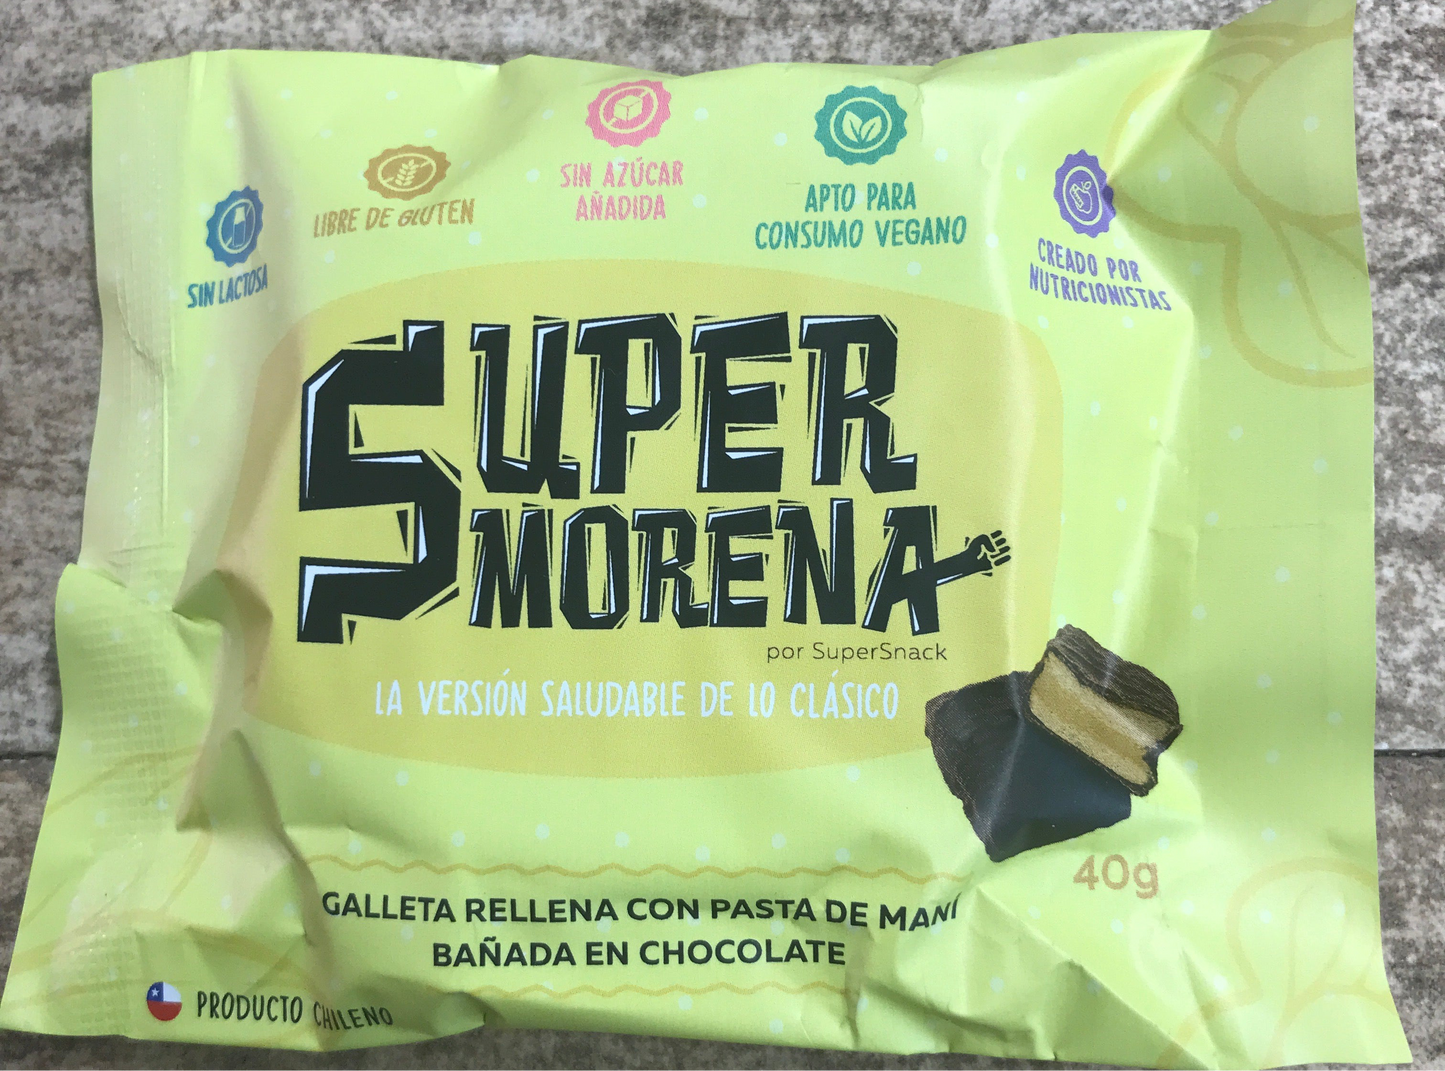 SIN LACTOSA
LIBRE DE GLUTEN
SIN AZÚCAR
AÑADIDA
APTO PARA
CONSUMO VEGANO
CREADO POR
NUTRICIONISTAS
SUPER
MORENA
por SuperSnack
LA VERSIÓN SALUDABLE DE LO CLÁSICO
40g
GALLETA RELLENA CON PASTA DE MANÍ
BAÑADA EN CHOCOLATE
PRODUCTO CHILENO